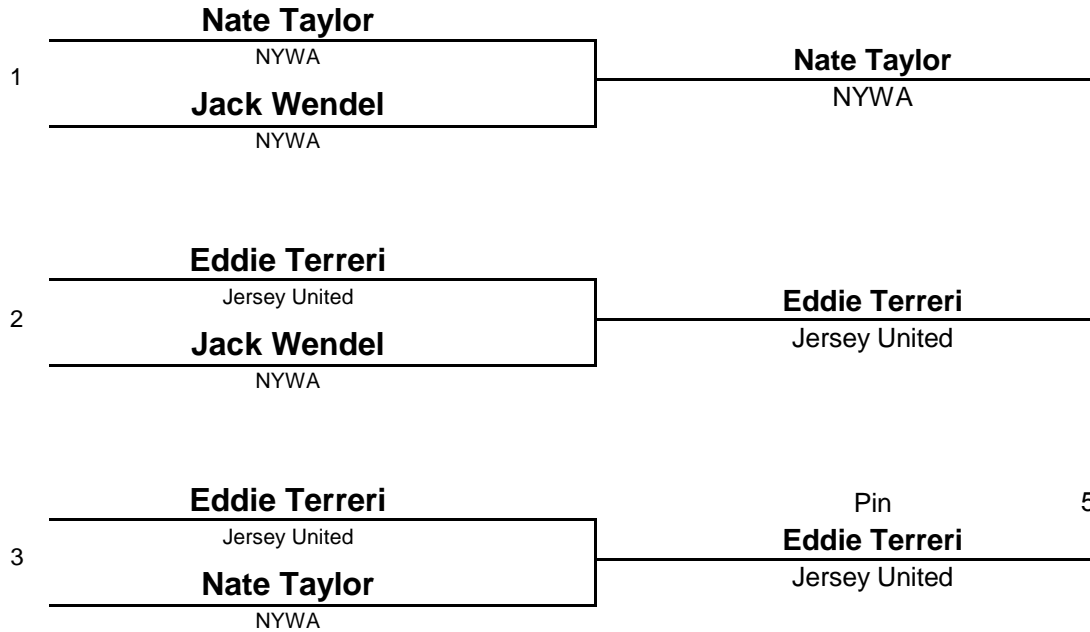 Nate Taylor
NYWA
1
Jack Wendel
NYWA
Nate Taylor
NYWA
Eddie Terreri
Jersey United
2
Jack Wendel
NYWA
Eddie Terreri
Jersey United
Eddie Terreri
Jersey United
3
Nate Taylor
NYWA
Pin 5
Eddie Terreri
Jersey United